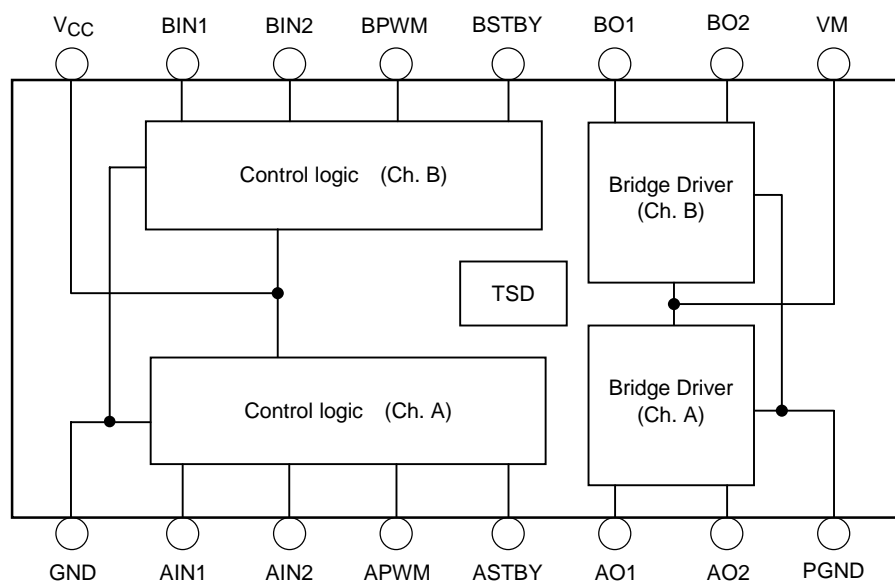 VCC BIN1 BIN2 BPWM BSTBY BO1 BO2 VM
Control logic (Ch. B)
Bridge Driver
(Ch. B)
TSD
Control logic (Ch. A)
Bridge Driver
(Ch. A)
GND AIN1 AIN2 APWM ASTBY AO1 AO2 PGND